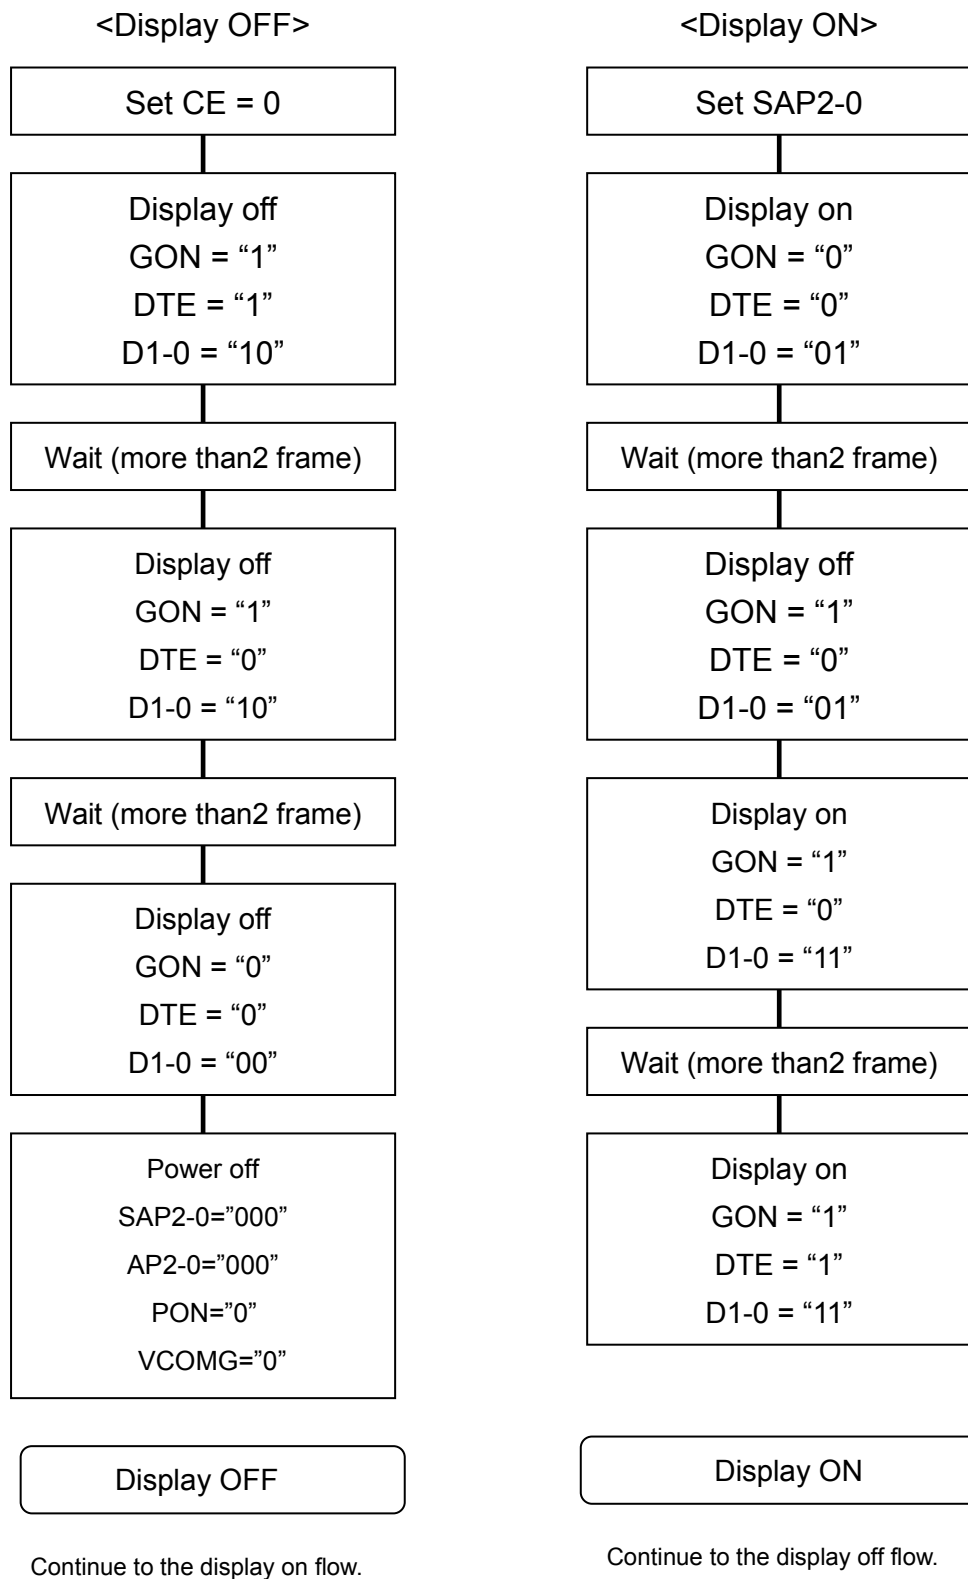 <Display OFF>
Set CE = 0
Display off
GON = “1”
DTE = “1”
D1-0 = “10”
Wait (more than2 frame)
Display off
GON = “1”
DTE = “0”
D1-0 = “10”
Wait (more than2 frame)
Display off
GON = “0”
DTE = “0”
D1-0 = “00”
Power off
SAP2-0=”000”
AP2-0=”000”
PON=”0”
VCOMG=”0”
Display OFF
Continue to the display on flow.
<Display ON>
Set SAP2-0
Display on
GON = “0”
DTE = “0”
D1-0 = “01”
Wait (more than2 frame)
Display off
GON = “1”
DTE = “0”
D1-0 = “01”
Display on
GON = “1”
DTE = “0”
D1-0 = “11”
Wait (more than2 frame)
Display on
GON = “1”
DTE = “1”
D1-0 = “11”
Display ON
Continue to the display off flow.